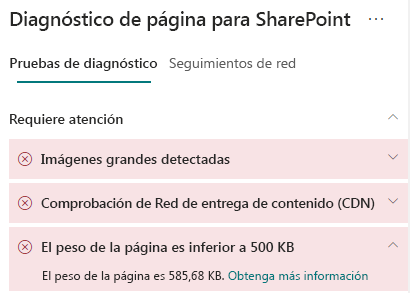 Diagnóstico de página para SharePoint ...
Pruebas de diagnóstico Seguimientos de red
Requiere atención
Imágenes grandes detectadas
Comprobación de Red de entrega de contenido (CDN)
El peso de la página es inferior a 500 KB
El peso de la página es 585,68 KB. Obtenga más información